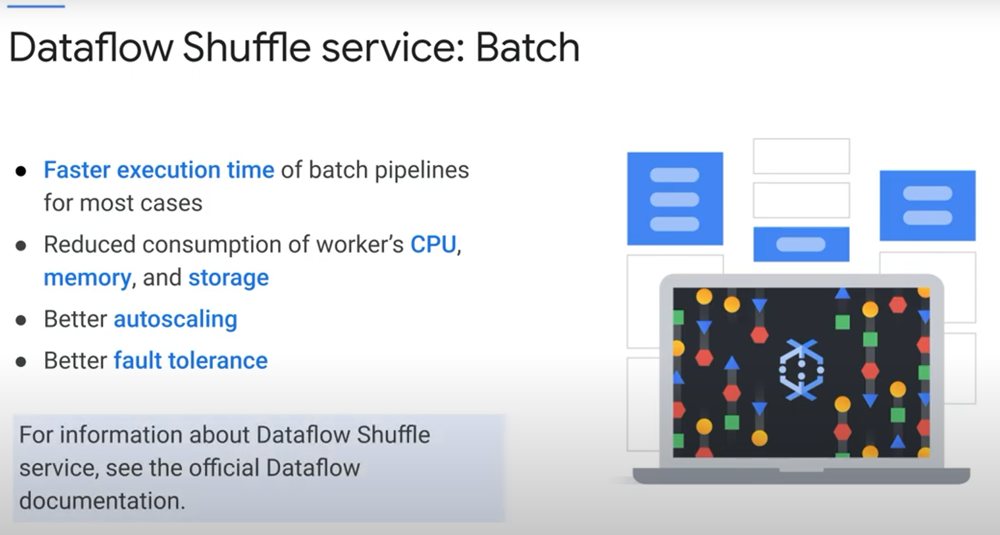 Dataflow Shuffle service: Batch
● Faster execution time of batch pipelines
for most cases
● Reduced consumption of worker’s CPU,
memory, and storage
● Better autoscaling
● Better fault tolerance
For information about Dataflow Shuffle
service, see the official Dataflow
documentation.